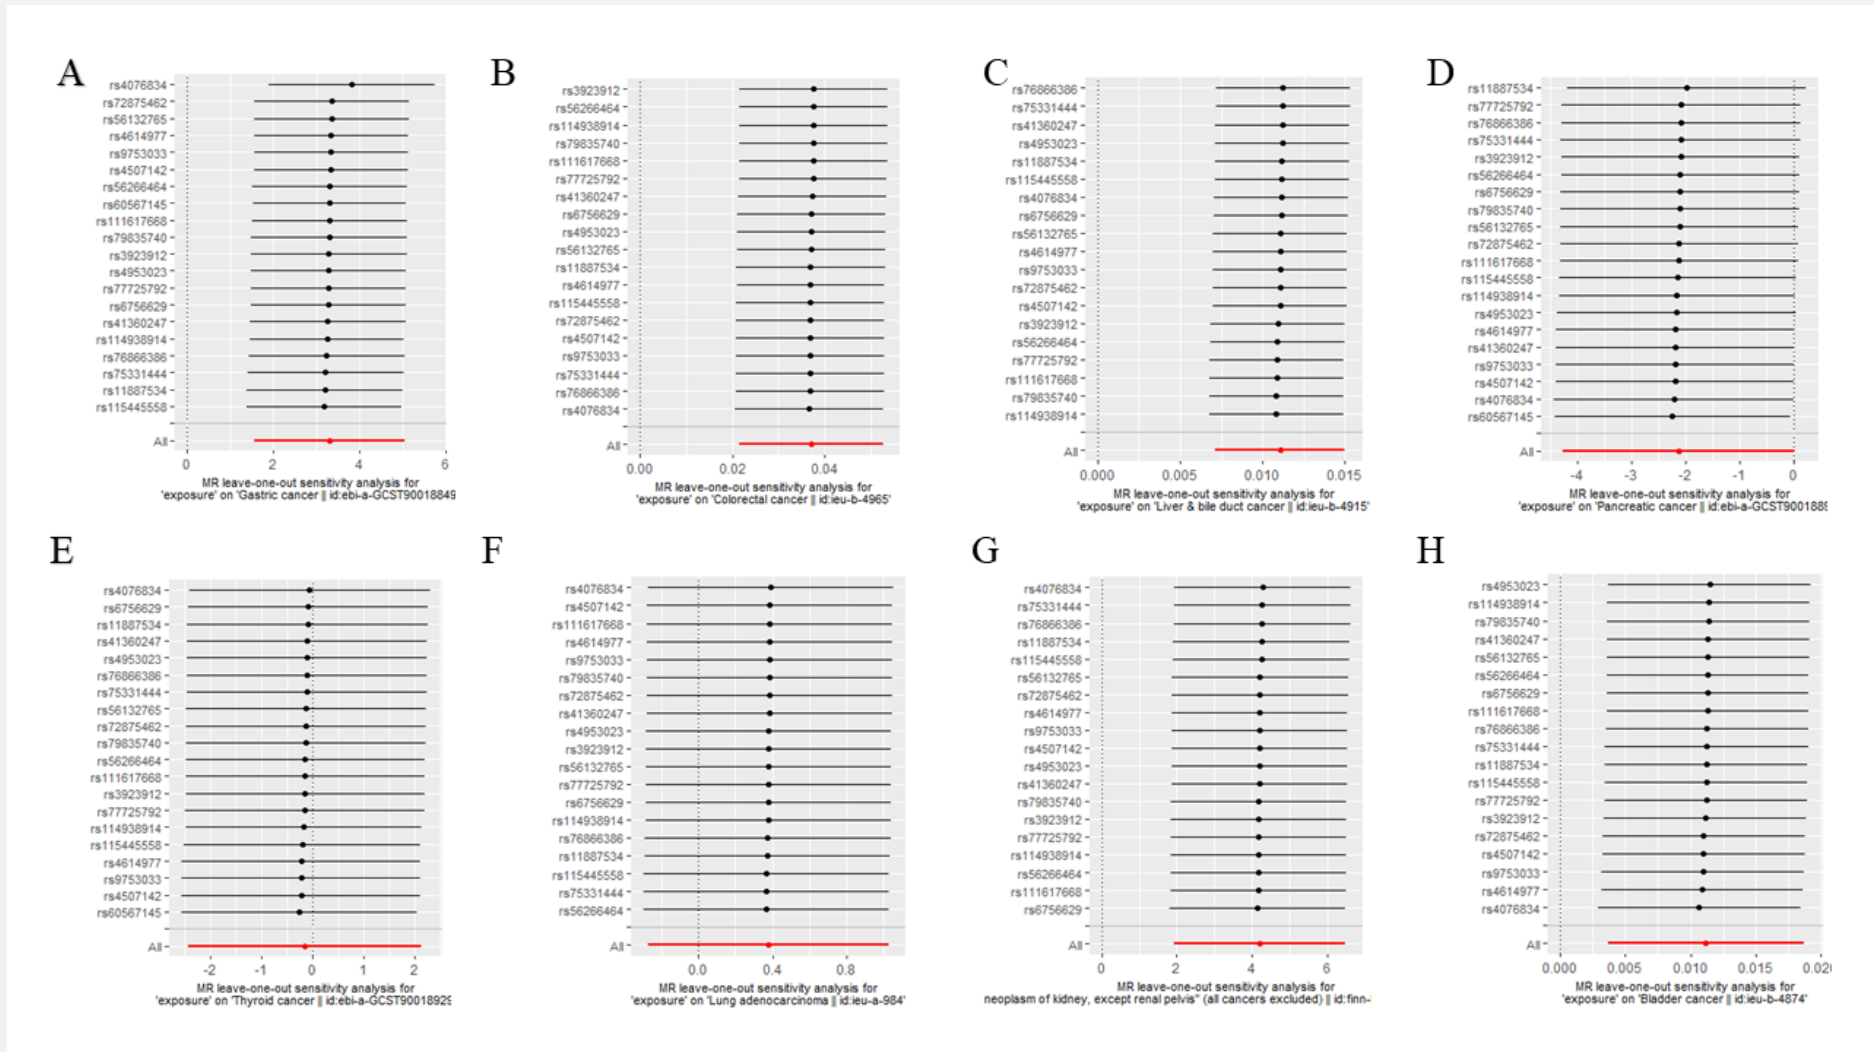 A
rs4076834
rs72875462
rs56132765
rs4614977
rs9753033
rs4507142
rs56266464
rs60567145
rs111617668
rs79835740
rs3923912
rs4953023
rs77725792
rs6756629
rs41360247
rs114938914
rs76866386
rs75331444
rs11887534
rs115445558
All
0 2 4 6
MR leave-one-out sensitivity analysis for
'exposure' on 'Gastric cancer || id:ebi-a-GCST90018849
B
rs3923912
rs56266464
rs114938914
rs79835740
rs111617668
rs77725792
rs41360247
rs6756629
rs4953023
rs56132765
rs11887534
rs4614977
rs115445558
rs72875462
rs4507142
rs9753033
rs75331444
rs76866386
rs4076834
All
0.00 0.02 0.04
MR leave-one-out sensitivity analysis for
'exposure' on 'Colorectal cancer || id:ieu-b-4965'
C
rs76866386
rs75331444
rs41360247
rs4953023
rs11887534
rs115445558
rs4076834
rs6756629
rs56132765
rs4614977
rs9753033
rs72875462
rs4507142
rs3923912
rs56266464
rs77725792
rs111617668
rs79835740
rs114938914
All
0.000 0.005 0.010 0.015
MR leave-one-out sensitivity analysis for
'exposure' on 'Liver & bile duct cancer || id:ieu-b-4915'
D
rs11887534
rs77725792
rs76866386
rs75331444
rs3923912
rs56266464
rs6756629
rs79835740
rs56132765
rs72875462
rs111617668
rs115445558
rs114938914
rs4953023
rs4614977
rs41360247
rs9753033
rs4507142
rs4076834
rs60567145
All
-4 -3 -2 -1 0
MR leave-one-out sensitivity analysis for
'exposure' on 'Pancreatic cancer || id:ebi-a-GCST9001889
E
rs4076834
rs6756629
rs11887534
rs41360247
rs4953023
rs76866386
rs75331444
rs56132765
rs72875462
rs79835740
rs56266464
rs111617668
rs3923912
rs77725792
rs114938914
rs115445558
rs4614977
rs9753033
rs4507142
rs60567145
All
-2 -1 0 1 2
MR leave-one-out sensitivity analysis for
'exposure' on 'Thyroid cancer || id:ebi-a-GCST90018929
F
rs4076834
rs4507142
rs111617668
rs4614977
rs9753033
rs79835740
rs72875462
rs41360247
rs4953023
rs3923912
rs56132765
rs77725792
rs6756629
rs114938914
rs76866386
rs11887534
rs115445558
rs75331444
rs56266464
All
0.0 0.4 0.8
MR leave-one-out sensitivity analysis for
'exposure' on 'Lung adenocarcinoma || id:ieu-a-984'
G
rs4076834
rs75331444
rs76866386
rs11887534
rs115445558
rs56132765
rs72875462
rs4614977
rs9753033
rs4507142
rs4953023
rs41360247
rs79835740
rs3923912
rs77725792
rs114938914
rs56266464
rs111617668
rs6756629
All
0 2 4 6
MR leave-one-out sensitivity analysis for
neoplasm of kidney, except renal pelvis" (all cancers excluded) || id:finn-
H
rs4953023
rs114938914
rs79835740
rs41360247
rs56132765
rs56266464
rs6756629
rs111617668
rs76866386
rs75331444
rs11887534
rs115445558
rs77725792
rs3923912
rs72875462
rs4507142
rs9753033
rs4614977
rs4076834
All
0.000 0.005 0.010 0.015 0.02
MR leave-one-out sensitivity analysis for
'exposure' on 'Bladder cancer || id:ieu-b-4874'